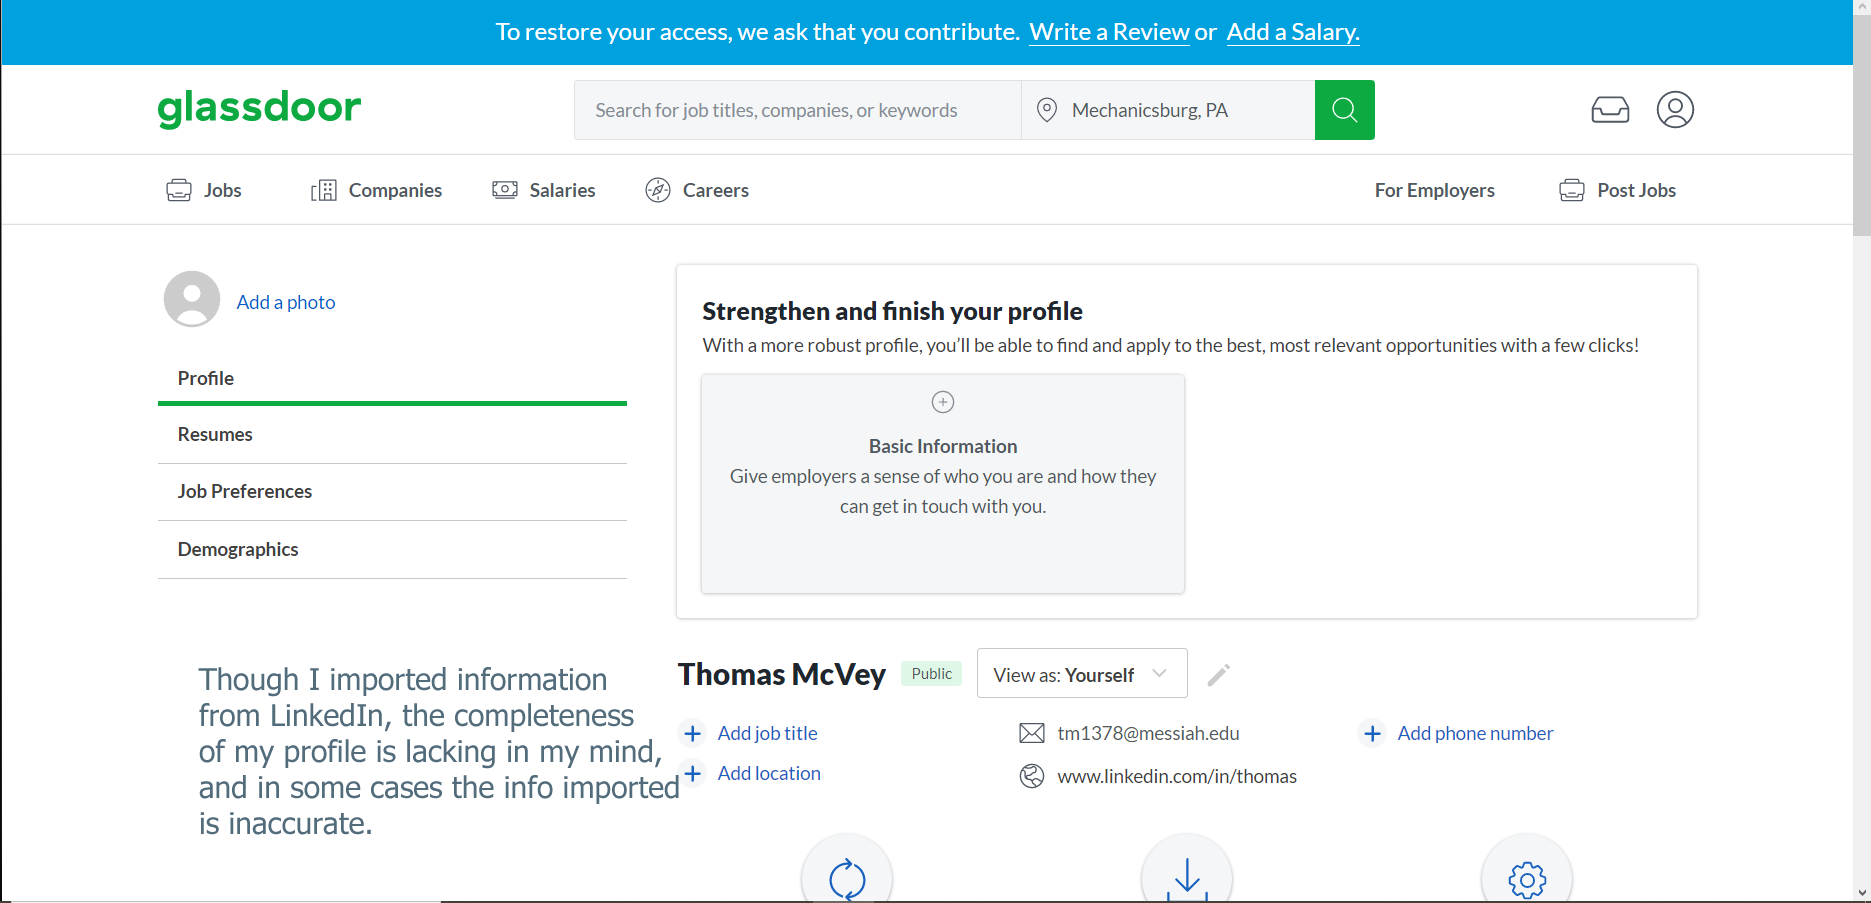 To restore your access, we ask that you contribute. Write a Review or Add a Salary.
glassdoor
Search for job titles, companies, or keywords
Mechanicsburg, PA
Jobs
Companies
Salaries
Careers
For Employers
Post Jobs
Add a photo
Profile
Resumes
Job Preferences
Demographics
Though I imported information
from LinkedIn, the completeness
of my profile is lacking in my mind,
and in some cases the info imported
is inaccurate.
Strengthen and finish your profile
With a more robust profile, you’ll be able to find and apply to the best, most relevant opportunities with a few clicks!
Basic Information
Give employers a sense of who you are and how they
can get in touch with you.
Thomas McVey
Public
View as: Yourself
Add job title
tm1378@messiah.edu
Add phone number
Add location
www.linkedin.com/in/thomas